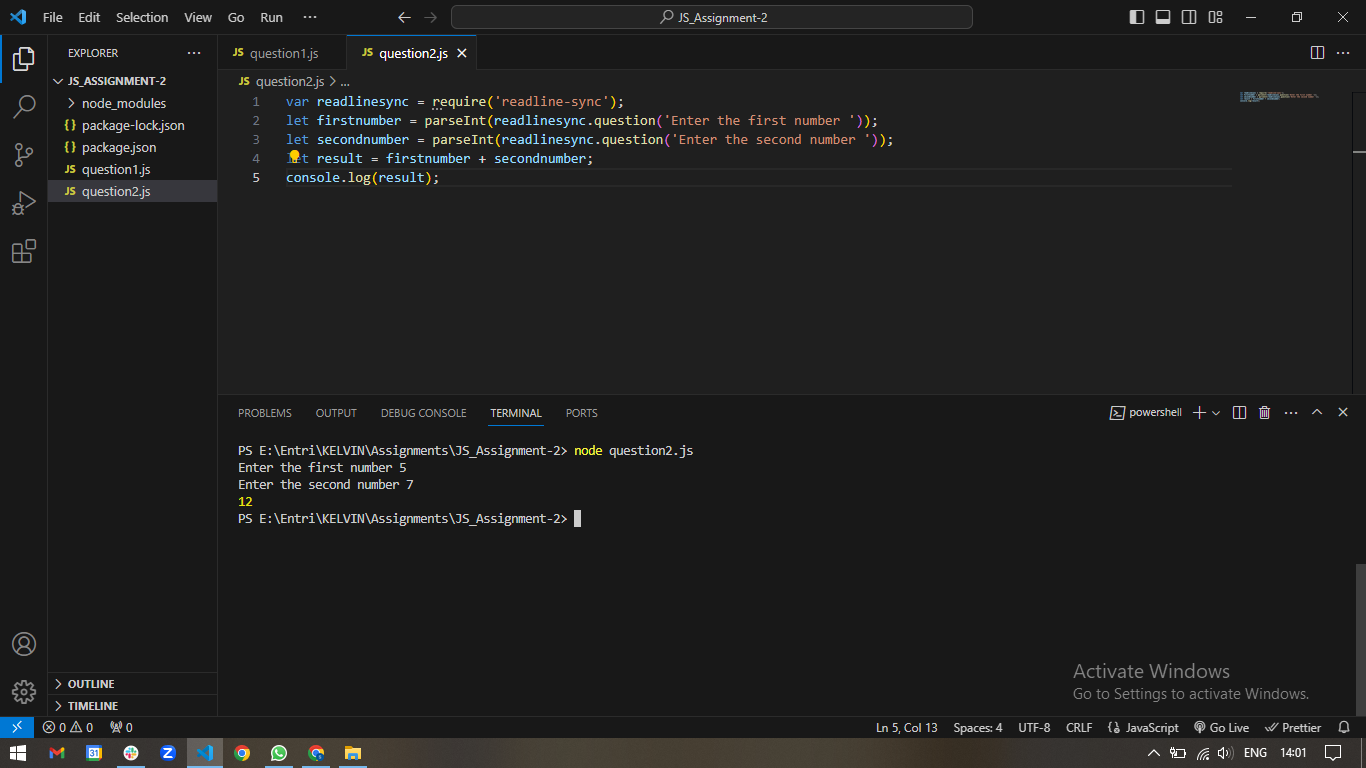 File Edit Selection View Go Run ··· JS_Assignment-2
EXPLORER ···
JS_ASSIGNMENT-2
node_modules
{} package-lock.json
{} package.json
JS question1.js
JS question2.js
OUTLINE
TIMELINE
JS question1.js JS question2.js
JS question2.js > ...
1 var readlinesync = require('readline-sync');
2 let firstnumber = parseInt(readlinesync.question('Enter the first number '));
3 let secondnumber = parseInt(readlinesync.question('Enter the second number '));
4 let result = firstnumber + secondnumber;
5 console.log(result);
PROBLEMS OUTPUT DEBUG CONSOLE TERMINAL PORTS powershell
PS E:\Entri\KELVIN\Assignments\JS_Assignment-2> node question2.js
Enter the first number 5
Enter the second number 7
12
PS E:\Entri\KELVIN\Assignments\JS_Assignment-2>
Activate Windows
Go to Settings to activate Windows.
0 0 0 Ln 5, Col 13 Spaces: 4 UTF-8 CRLF {} JavaScript Go Live Prettier
31 ENG 14:01